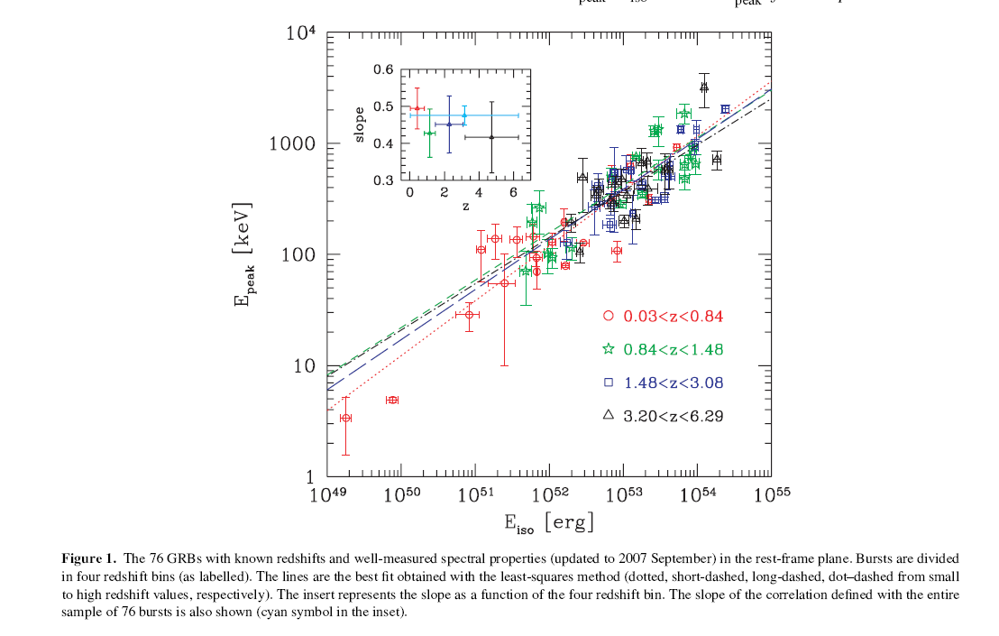 peak iso peak
10⁴
1000
100
10
1
E_peak [keV]
0.6
0.5
0.4
0.3
slope
0 2 4 6
z
0.03<z<0.84
0.84<z<1.48
1.48<z<3.08
3.20<z<6.29
10⁴⁹ 10⁵⁰ 10⁵¹ 10⁵² 10⁵³ 10⁵⁴ 10⁵⁵
E_iso [erg]
Figure 1. The 76 GRBs with known redshifts and well-measured spectral properties (updated to 2007 September) in the rest-frame plane. Bursts are divided
in four redshift bins (as labelled). The lines are the best fit obtained with the least-squares method (dotted, short-dashed, long-dashed, dot–dashed from small
to high redshift values, respectively). The insert represents the slope as a function of the four redshift bin. The slope of the correlation defined with the entire
sample of 76 bursts is also shown (cyan symbol in the inset).